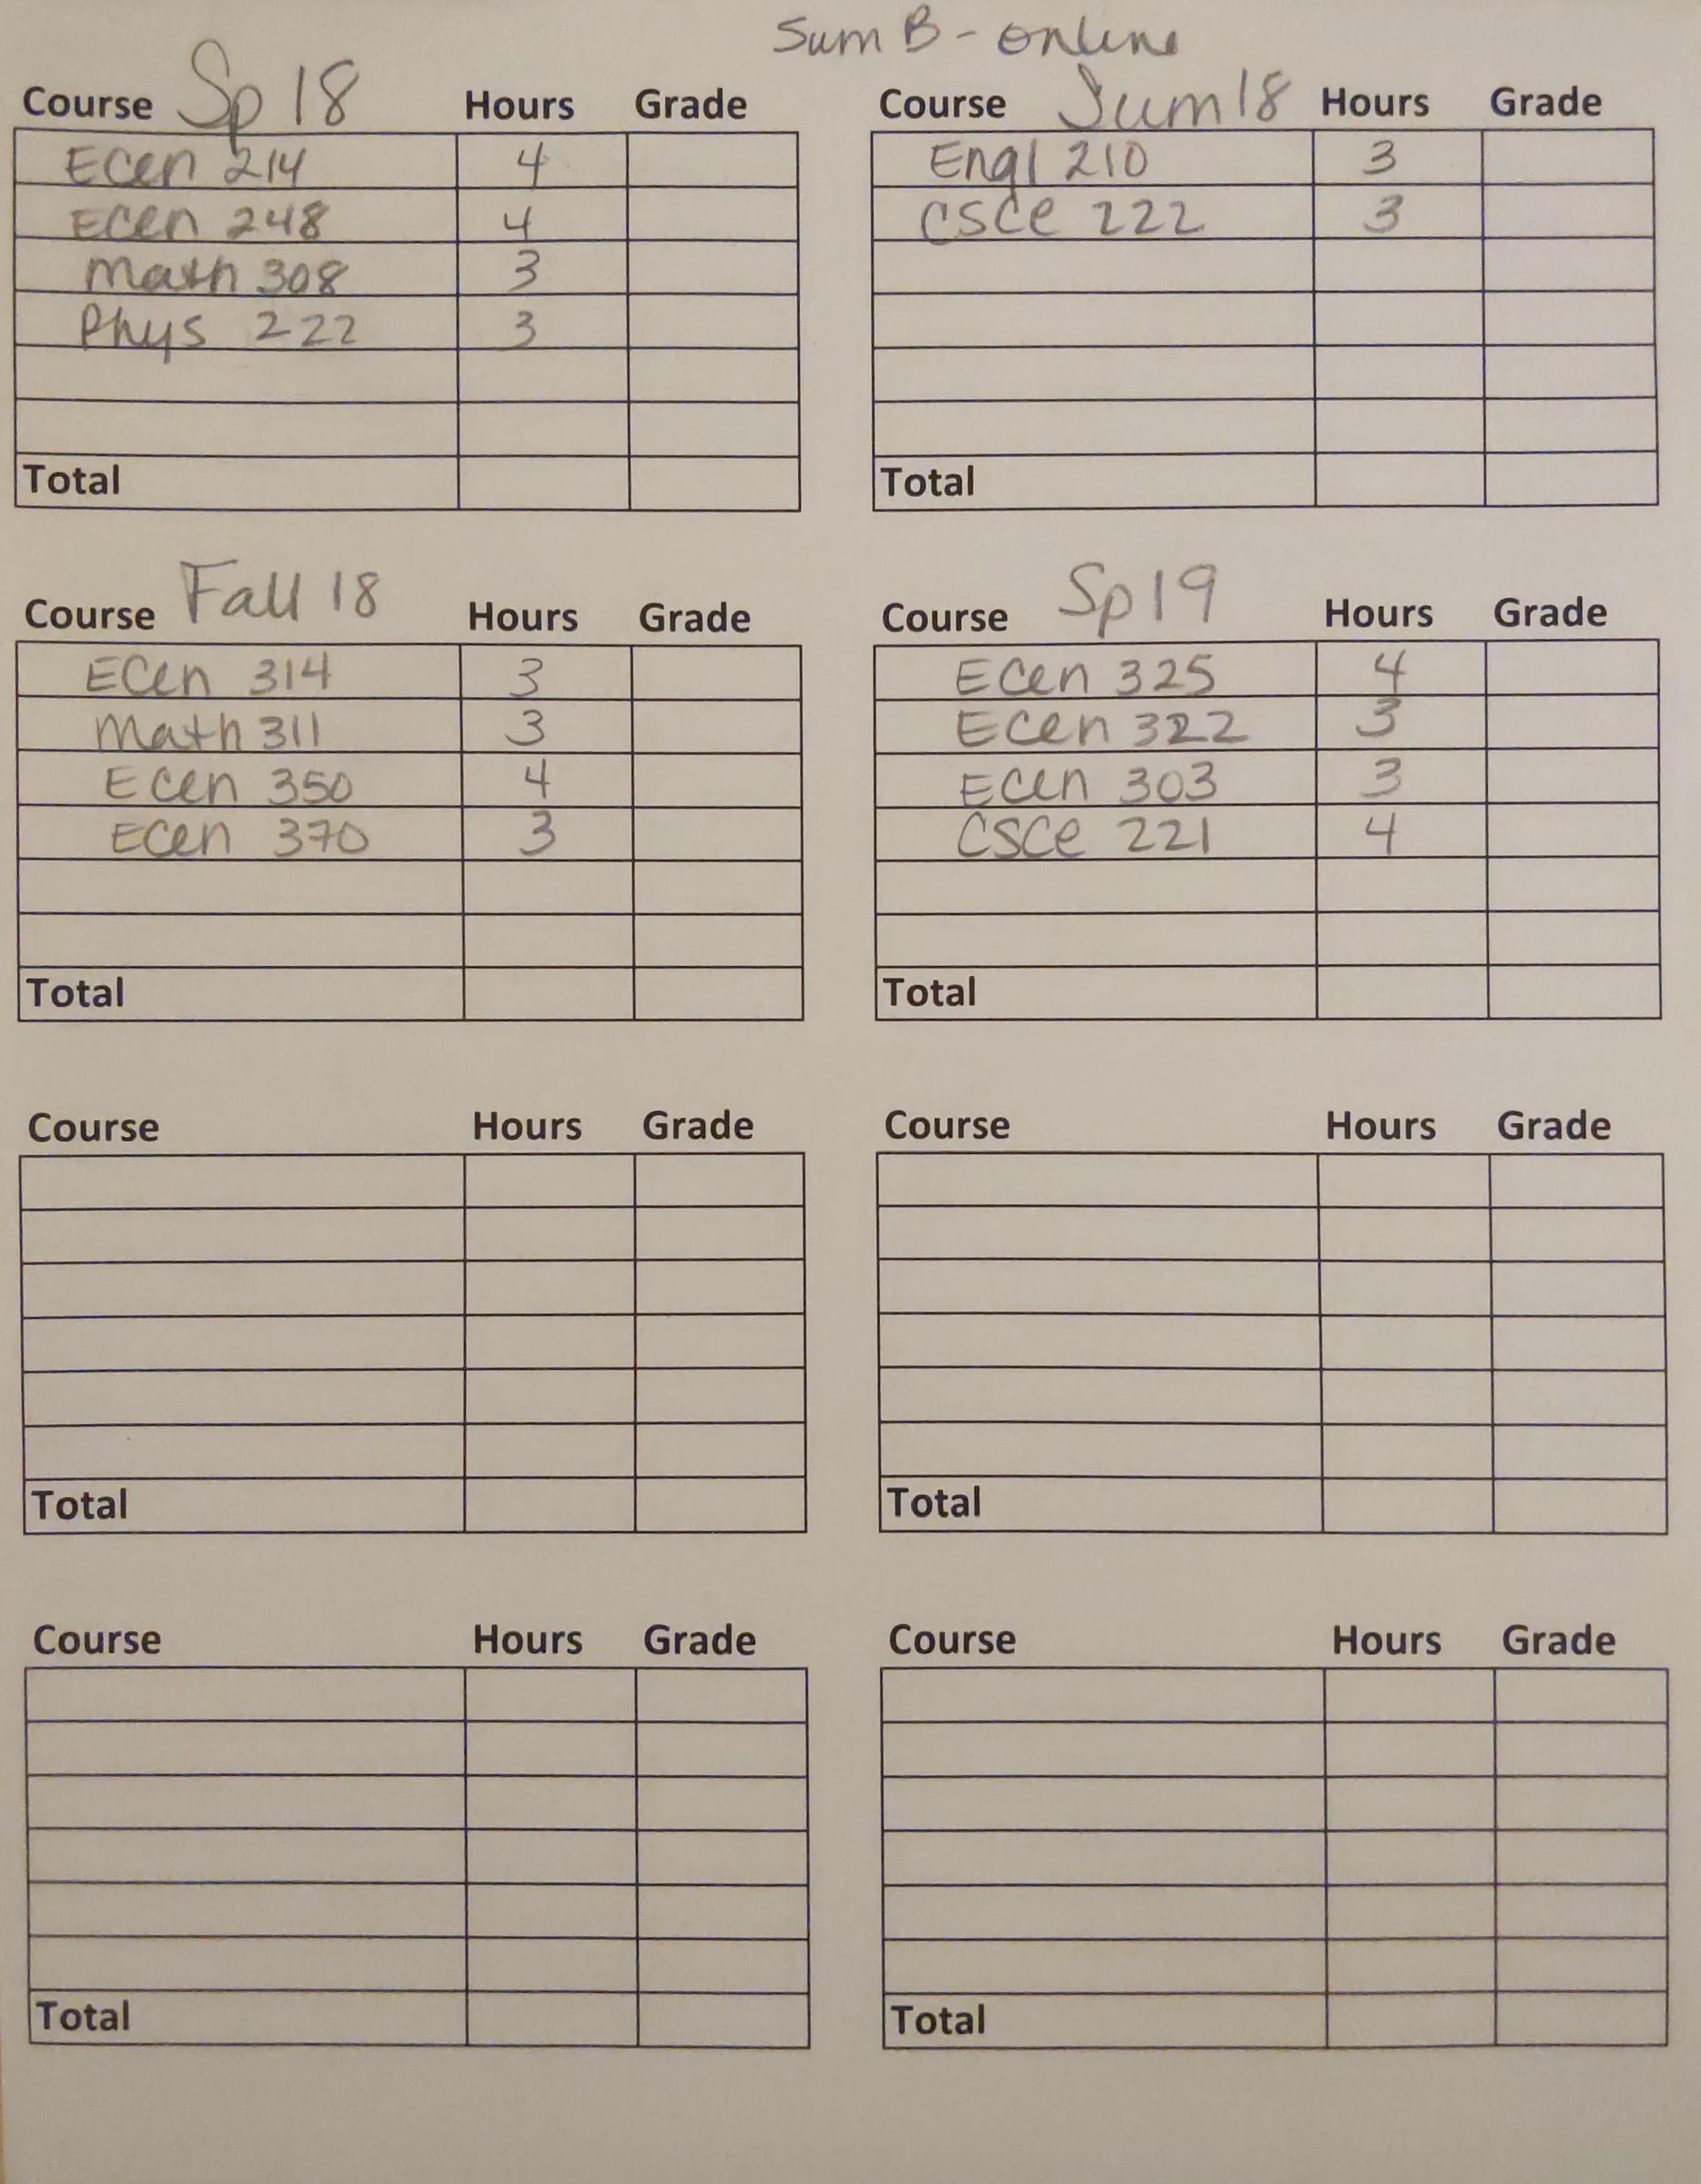 Sum B - online
Course Sp 18 Hours Grade
Ecen 214 4
Ecen 248 4
Math 308 3
Phys 222 3
Total
Course Sum 18 Hours Grade
Engl 210 3
CSCE 222 3
Total
Course Fall 18 Hours Grade
ECen 314 3
Math 311 3
Ecen 350 4
Ecen 370 3
Total
Course Sp 19 Hours Grade
Ecen 325 4
Ecen 322 3
Ecen 303 3
CSCE 221 4
Total
Course Hours Grade
Total
Course Hours Grade
Total
Course Hours Grade
Total
Course Hours Grade
Total